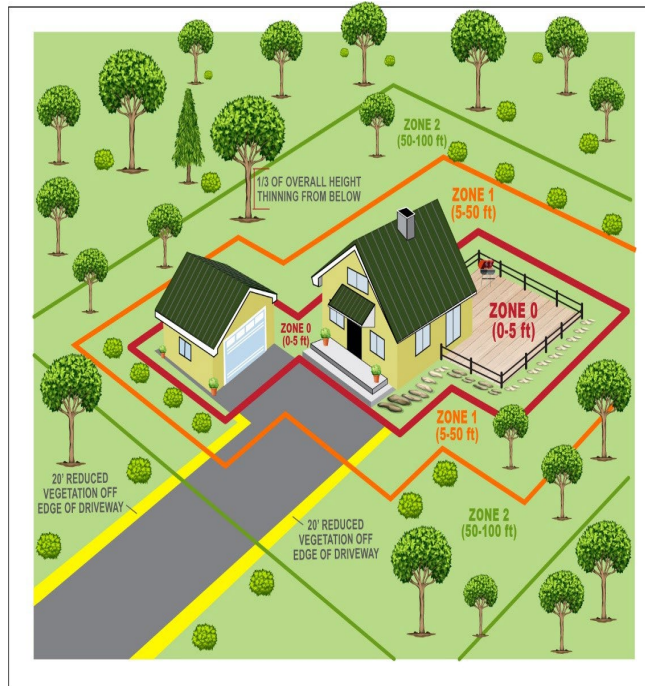 ZONE 2
(50-100 ft)
1/3 OF OVERALL HEIGHT
THINNING FROM BELOW
ZONE 1
(5-50 ft)
ZONE 0
(0-5 ft)
ZONE 0
(0-5 ft)
ZONE 1
(5-50 ft)
20' REDUCED
VEGETATION OFF
EDGE OF DRIVEWAY
ZONE 2
(50-100 ft)
20' REDUCED
VEGETATION OFF
EDGE OF DRIVEWAY